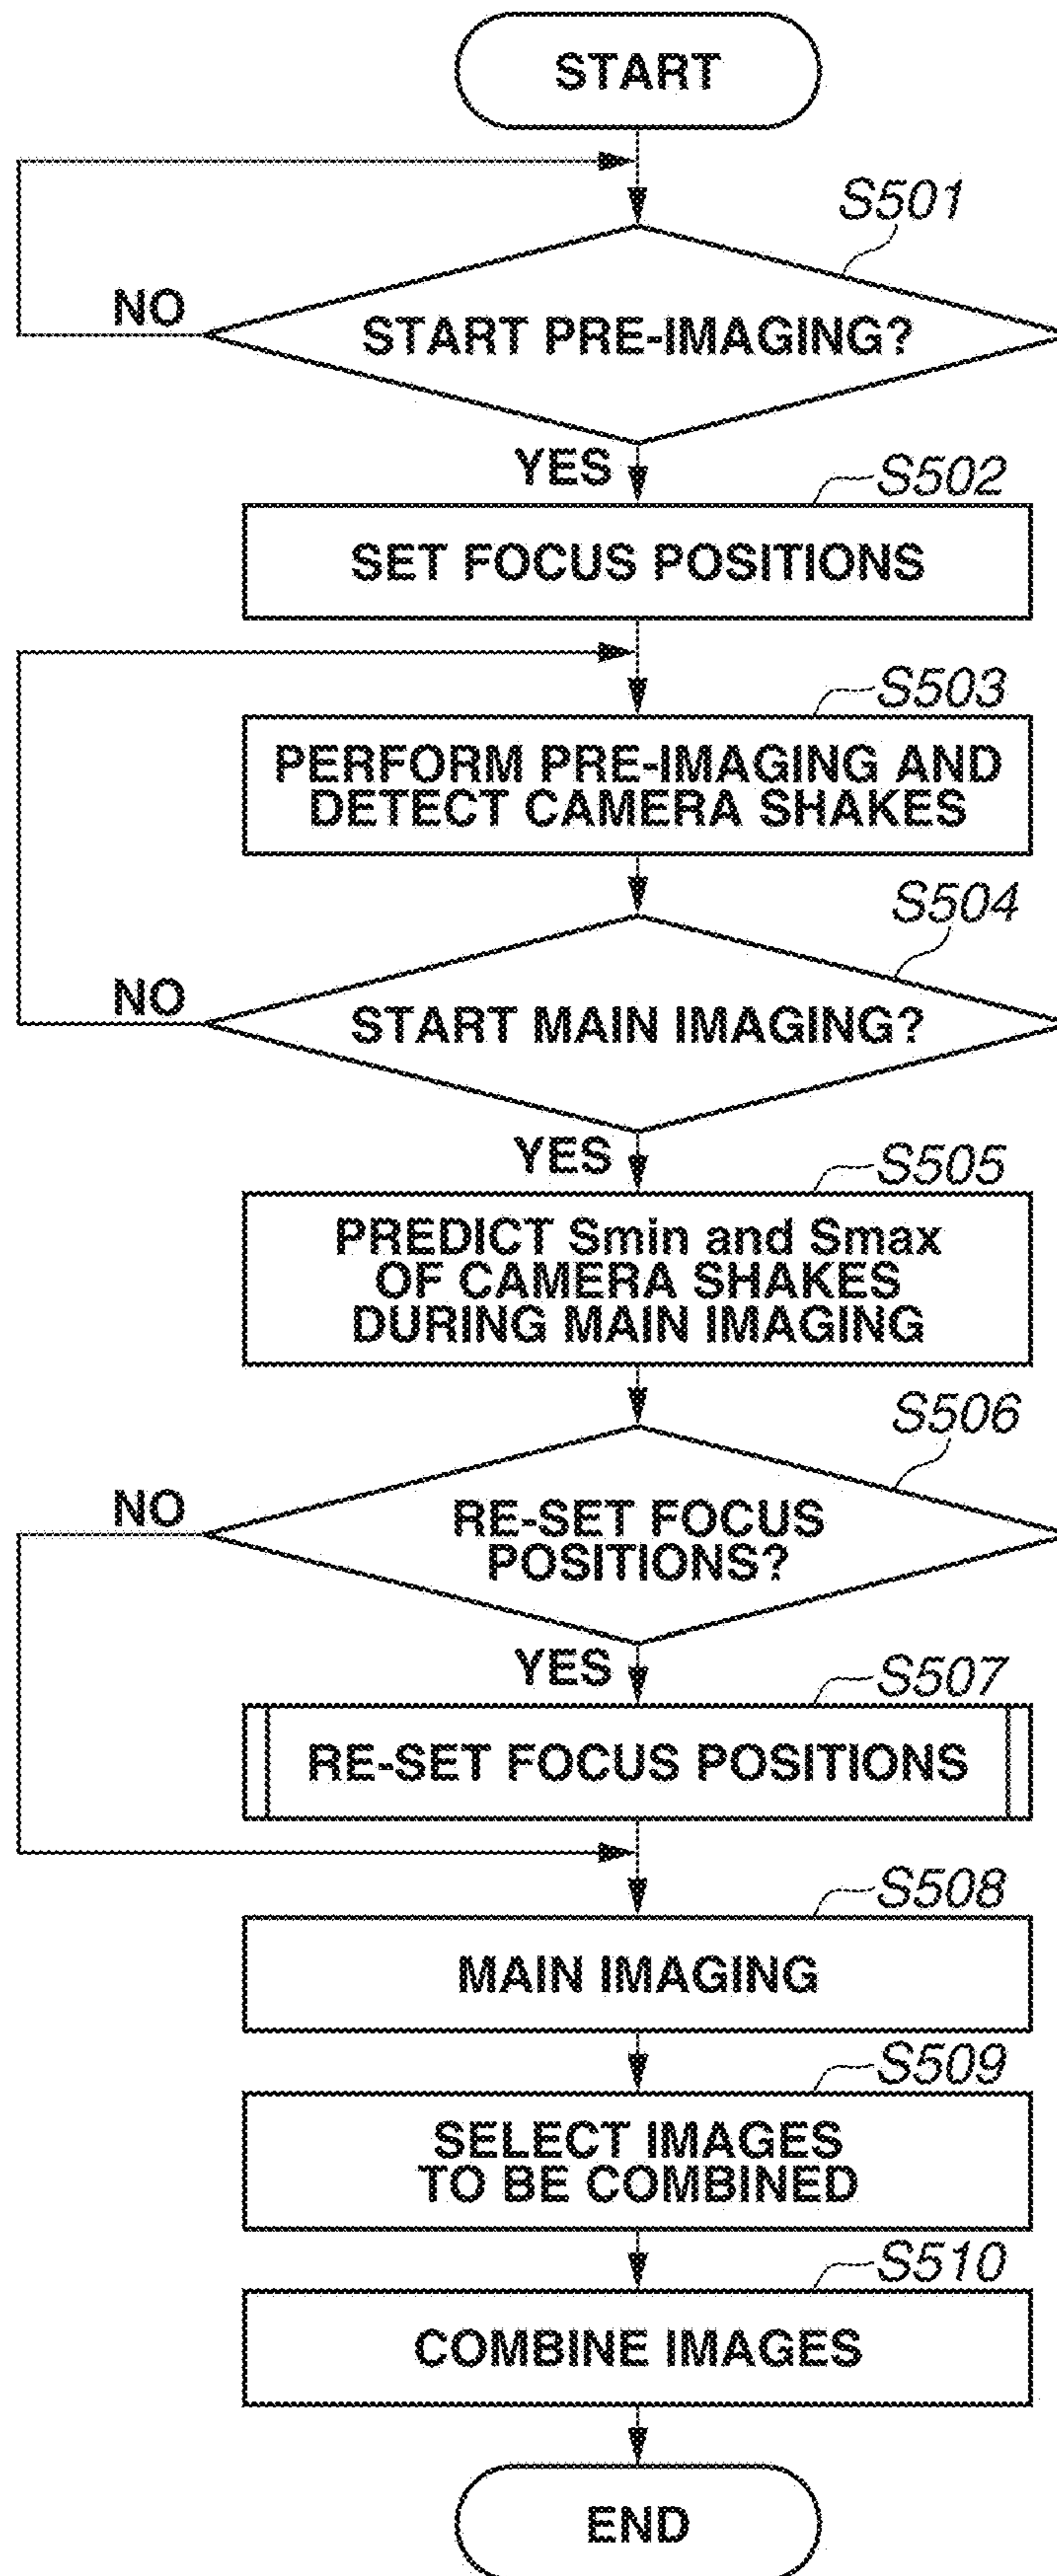 START
S501
NO
START PRE-IMAGING?
YES
S502
SET FOCUS POSITIONS
S503
PERFORM PRE-IMAGING AND
DETECT CAMERA SHAKES
S504
NO
START MAIN IMAGING?
YES
S505
PREDICT Smin and Smax
OF CAMERA SHAKES
DURING MAIN IMAGING
S506
NO
RE-SET FOCUS
POSITIONS?
YES
S507
RE-SET FOCUS POSITIONS
S508
MAIN IMAGING
S509
SELECT IMAGES
TO BE COMBINED
S510
COMBINE IMAGES
END